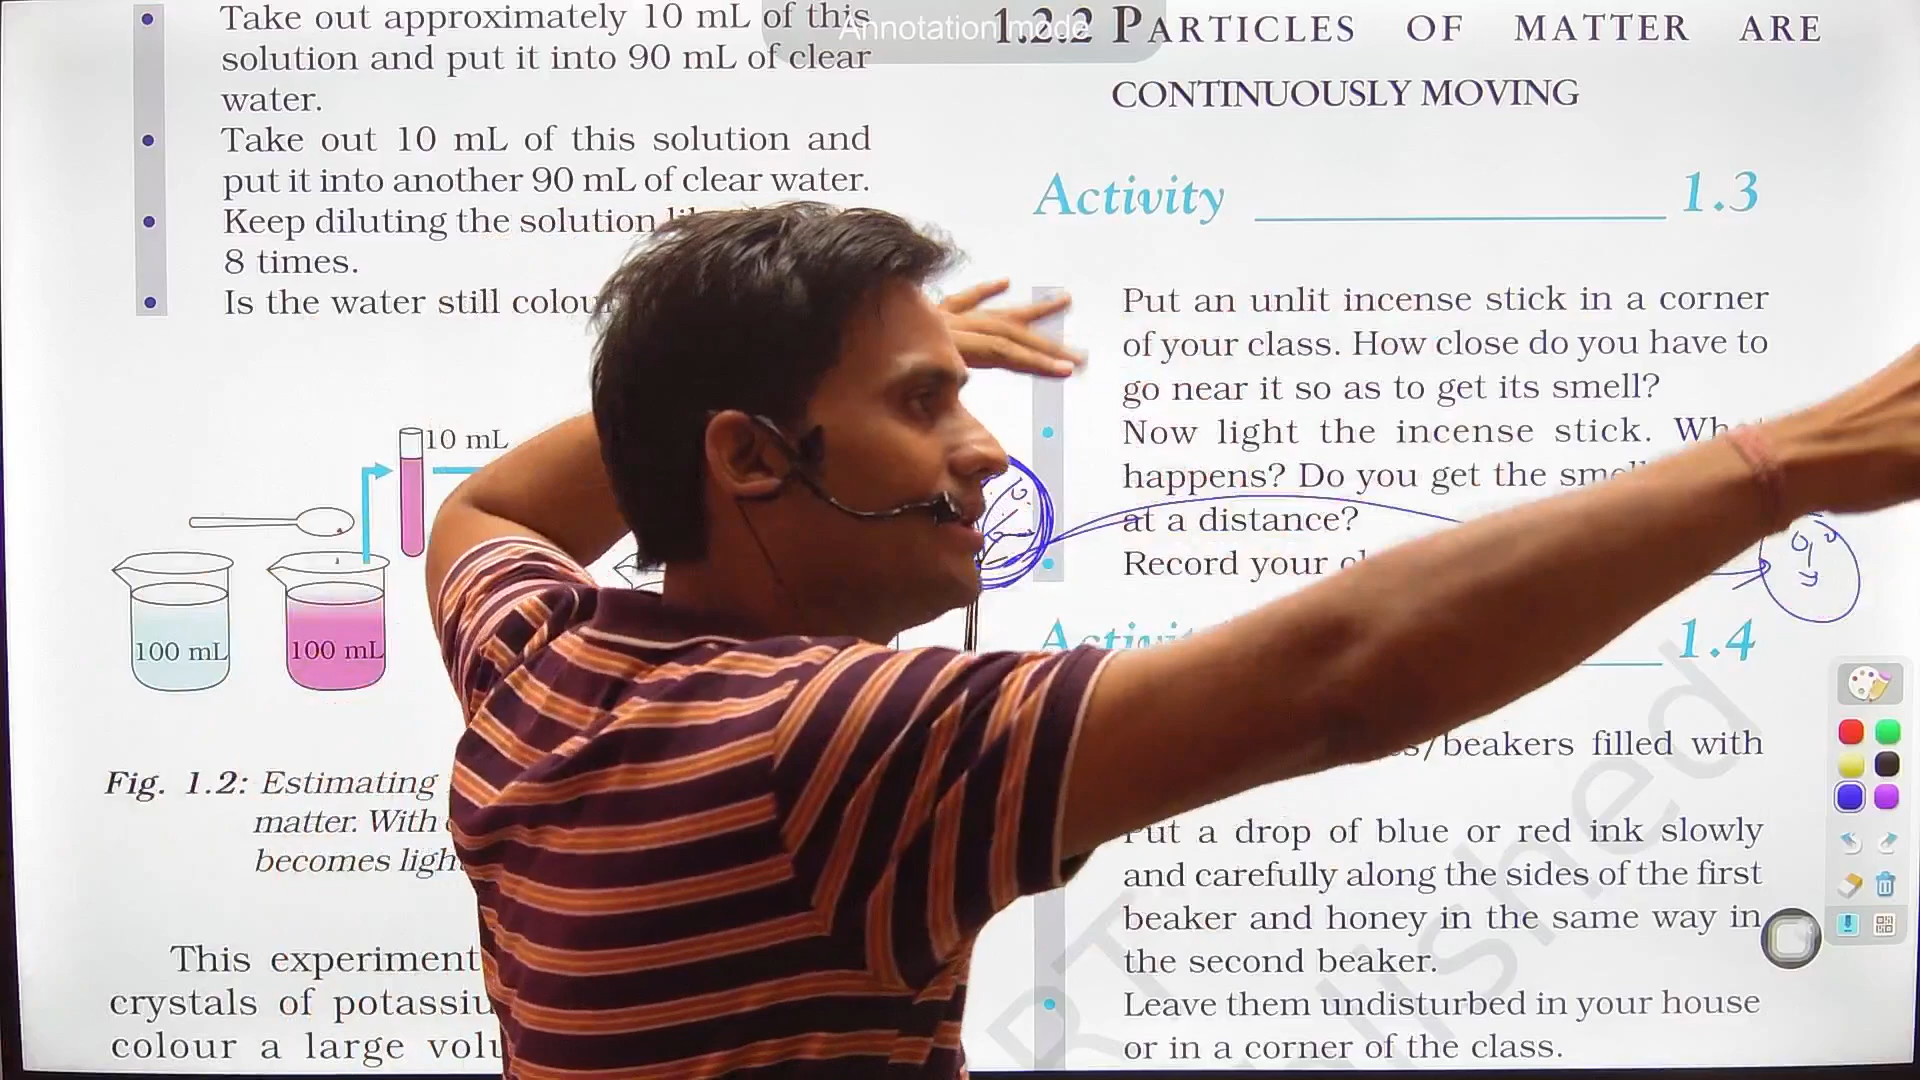 Take out approximately 10 mL of this
solution and put it into 90 mL of clear
water.
Take out 10 mL of this solution and
put it into another 90 mL of clear water.
Keep diluting the solution
8 times.
Is the water still
10 mL
100 mL
100 mL
Fig. 1.2: Estimating
matter. With
becomes
This experiment
crystals of
colour a large
Annotation mode
1.2.2 PARTICLES OF MATTER ARE
CONTINUOUSLY MOVING
Activity 1.3
Put an unlit incense stick in a corner
of your class. How close do you have to
go near it so as to get its smell?
Now light the incense stick.
happens? Do you get the
at a distance?
Record your
1.4
/beakers filled with
Put a drop of blue or red ink slowly
and carefully along the sides of the first
beaker and honey in the same way in
the second beaker.
Leave them undisturbed in your house
or in a corner of the class.